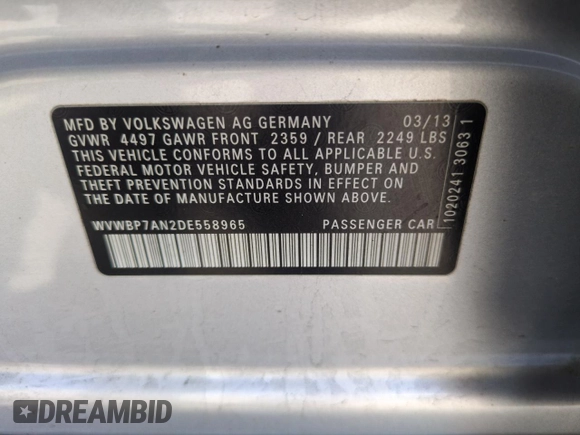 MFD BY VOLKSWAGEN AG GERMANY 03/13
GVWR 4497 GAWR FRONT 2359 / REAR 2249 LBS
THIS VEHICLE CONFORMS TO ALL APPLICABLE U.S.
FEDERAL MOTOR VEHICLE SAFETY, BUMPER AND
THEFT PREVENTION STANDARDS IN EFFECT ON
THE DATE OF MANUFACTURE SHOWN ABOVE.
WVWBP7AN2DE558965 PASSENGER CAR
1020241 3063 1
DREAMBID